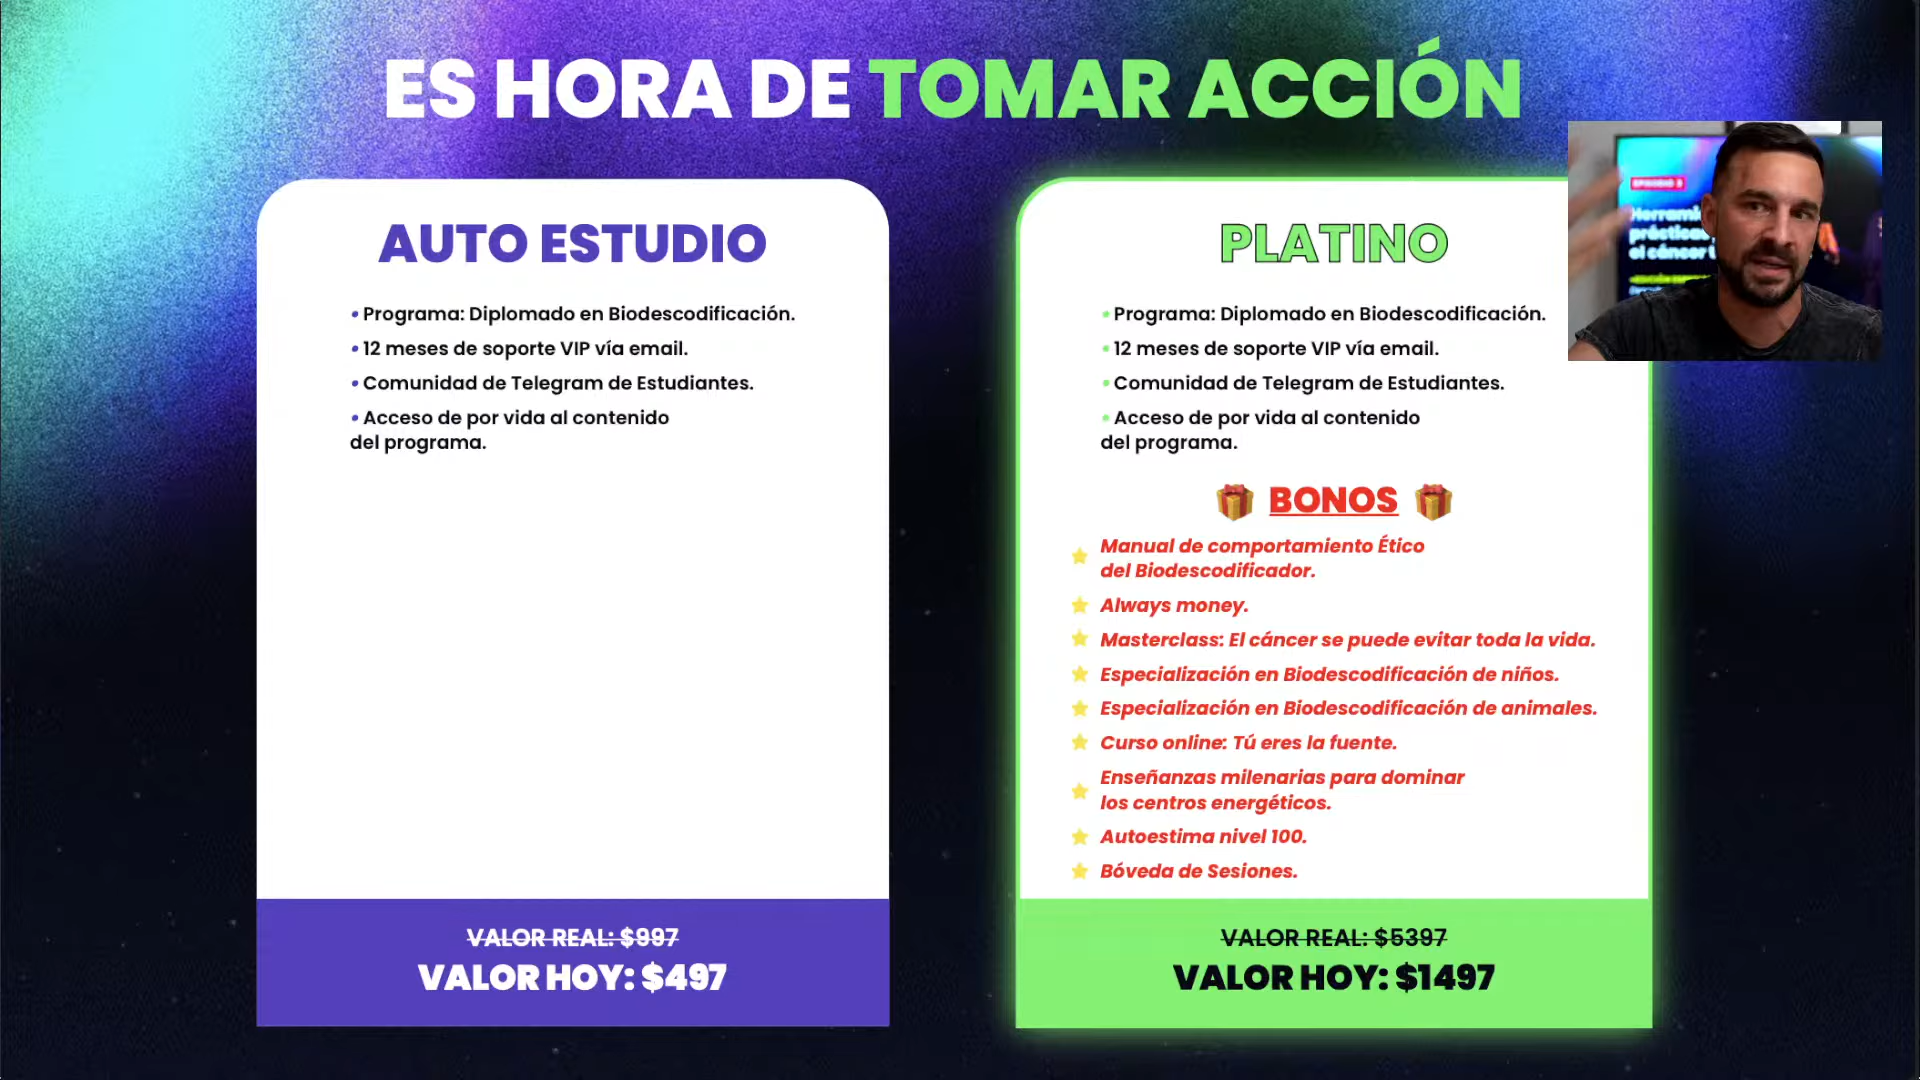 ES HORA DE TOMAR ACCIÓN
AUTO ESTUDIO
• Programa: Diplomado en Biodescodificación.
• 12 meses de soporte VIP vía email.
• Comunidad de Telegram de Estudiantes.
• Acceso de por vida al contenido
del programa.
VALOR REAL: $997
VALOR HOY: $497
PLATINO
• Programa: Diplomado en Biodescodificación.
• 12 meses de soporte VIP vía email.
• Comunidad de Telegram de Estudiantes.
• Acceso de por vida al contenido
del programa.
BONOS
Manual de comportamiento Ético
del Biodescodificador.
Always money.
Masterclass: El cáncer se puede evitar toda la vida.
Especialización en Biodescodificación de niños.
Especialización en Biodescodificación de animales.
Curso online: Tú eres la fuente.
Enseñanzas milenarias para dominar
los centros energéticos.
Autoestima nivel 100.
Bóveda de Sesiones.
VALOR REAL: $5397
VALOR HOY: $1497
el cáncer